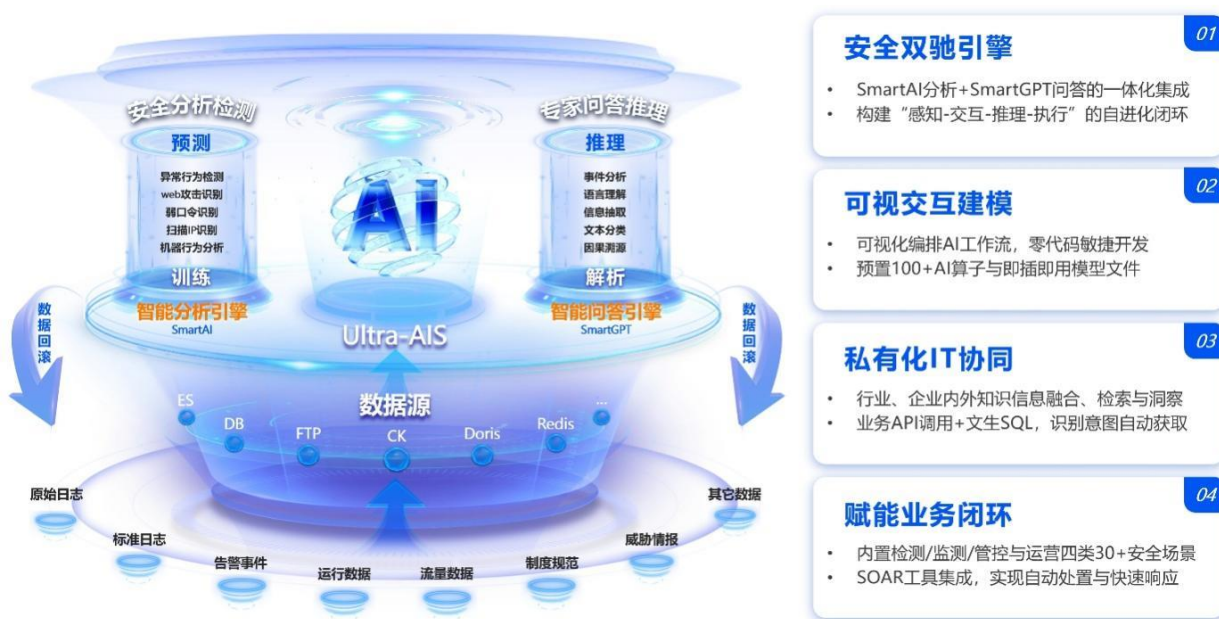 安全分析检测
预测
异常行为检测
web攻击识别
弱口令识别
扫描IP识别
机器行为分析
训练
智能分析引擎
SmartAI
AI
专家问答推理
推理
事件分析
语言理解
信息抽取
文本分类
因果溯源
解析
智能问答引擎
SmartGPT
数据回滚
数据回滚
Ultra-AIS
数据源
ES
DB
FTP
CK
Doris
Redis
...
原始日志
标准日志
告警事件
运行数据
流量数据
制度规范
威胁情报
其它数据
01
安全双驰引擎
• SmartAI分析+SmartGPT问答的一体化集成
• 构建“感知-交互-推理-执行”的自进化闭环
02
可视交互建模
• 可视化编排AI工作流，零代码敏捷开发
• 预置100+AI算子与即插即用模型文件
03
私有化IT协同
• 行业、企业内外知识信息融合、检索与洞察
• 业务API调用+文生SQL，识别意图自动获取
04
赋能业务闭环
• 内置检测/监测/管控与运营四类30+安全场景
• SOAR工具集成，实现自动处置与快速响应